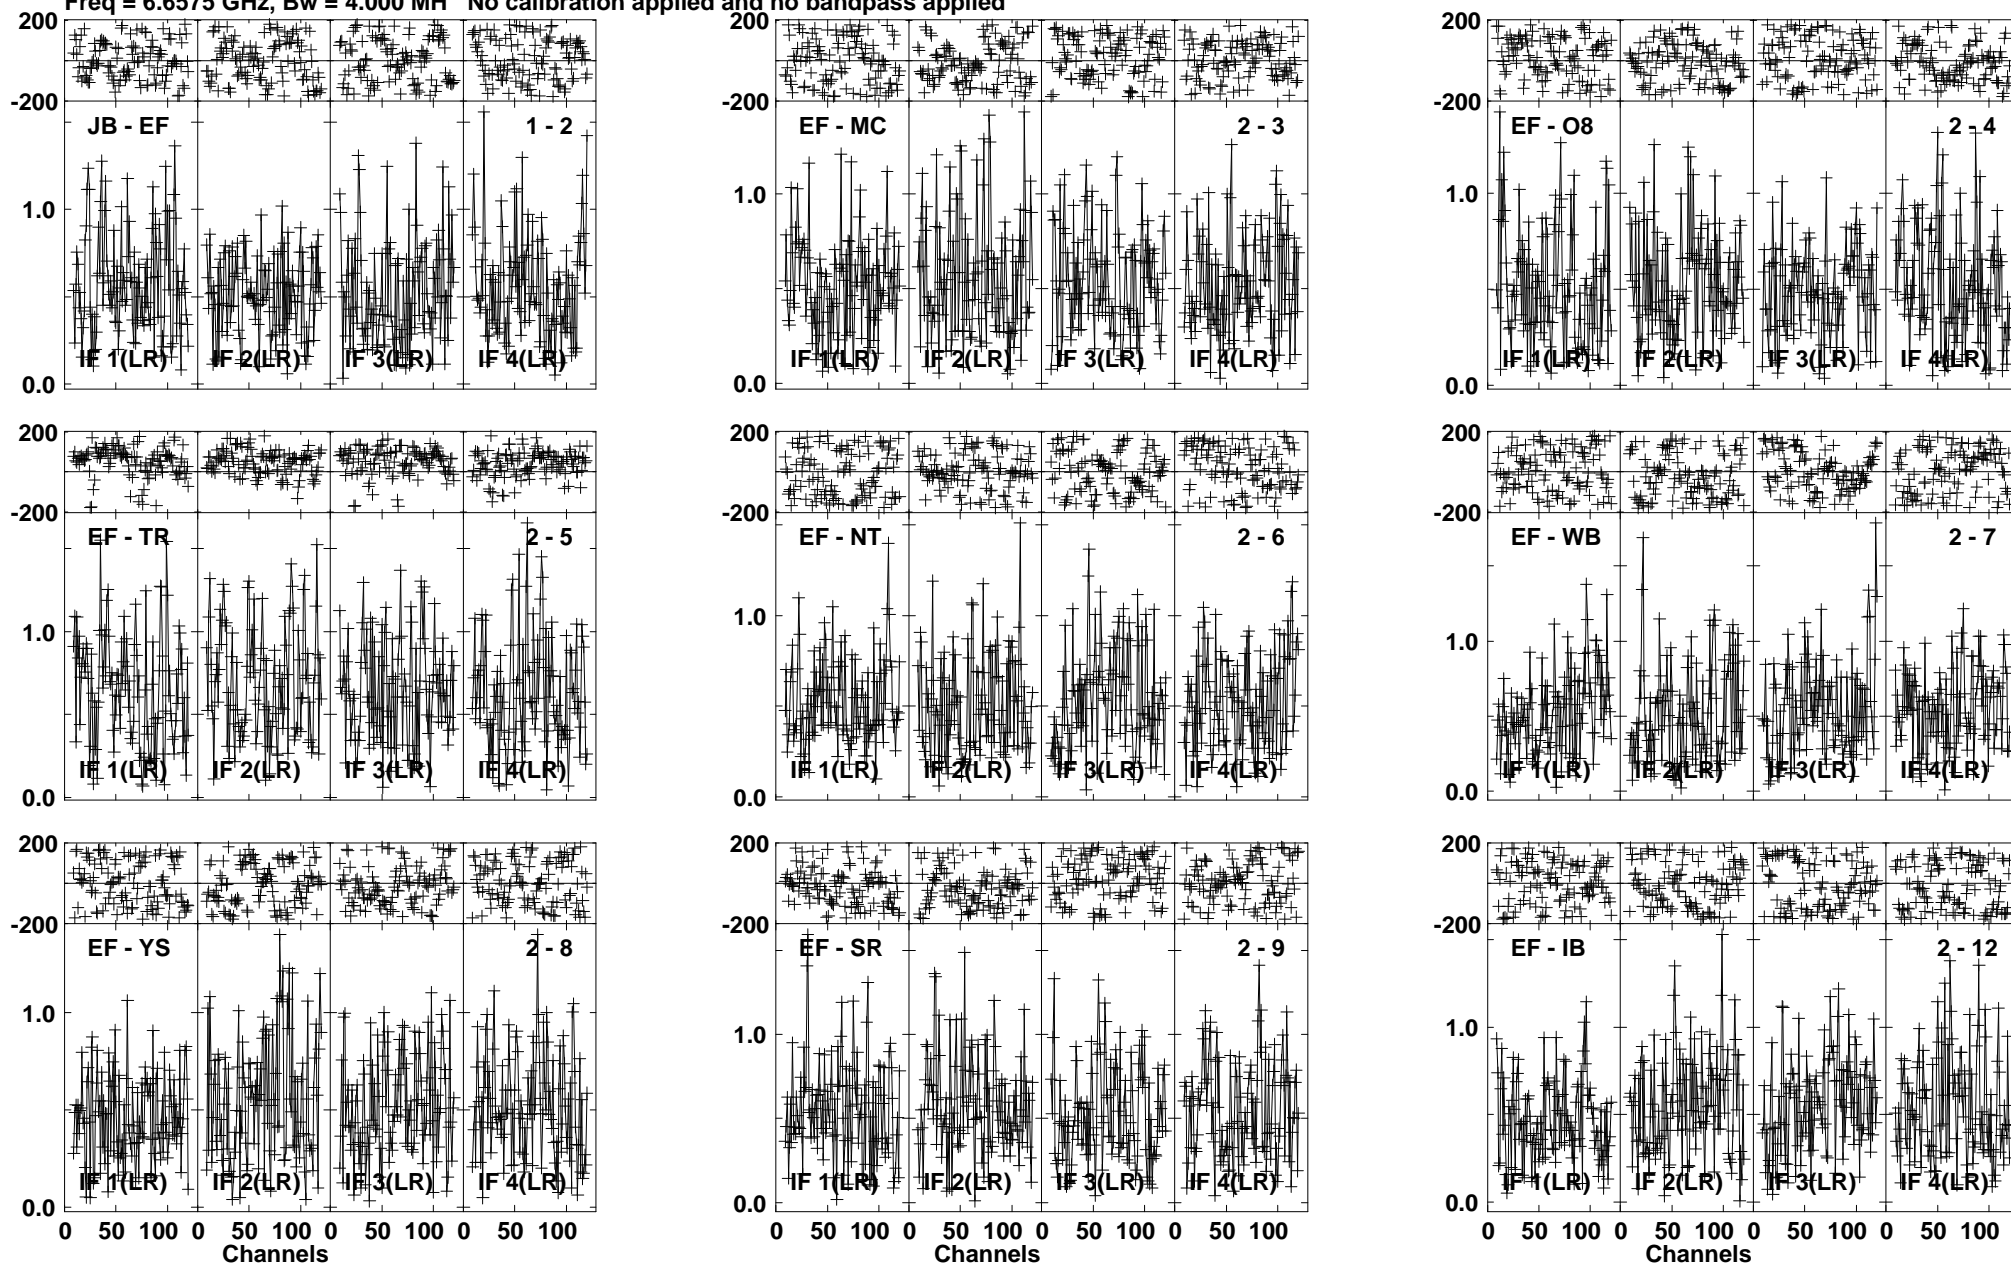 Freq = 6.6575 GHz, Bw = 4.000 MH No calibration applied and no bandpass applied
200 200 200
-200 -200 -200
JB - EF 1 - 2 EF - MC 2 - 3 EF - O8 2 - 4
1.0 1.0 1.0
IF 1(LR) IF 2(LR) IF 3(LR) IF 4(LR) IF 1(LR) IF 2(LR) IF 3(LR) IF 4(LR) IF 1(LR) IF 2(LR) IF 3(LR) IF 4(LR)
0.0 0.0 0.0
200 200 200
-200 -200 -200
EF - TR 2 - 5 EF - NT 2 - 6 EF - WB 2 - 7
1.0 1.0 1.0
IF 1(LR) IF 2(LR) IF 3(LR) IF 4(LR) IF 1(LR) IF 2(LR) IF 3(LR) IF 4(LR) IF 1(LR) IF 2(LR) IF 3(LR) IF 4(LR)
0.0 0.0 0.0
200 200 200
-200 -200 -200
EF - YS 2 - 8 EF - SR 2 - 9 EF - IB 2 - 12
1.0 1.0 1.0
IF 1(LR) IF 2(LR) IF 3(LR) IF 4(LR) IF 1(LR) IF 2(LR) IF 3(LR) IF 4(LR) IF 1(LR) IF 2(LR) IF 3(LR) IF 4(LR)
0.0 0.0 0.0
0 50 100 0 50 100 0 50 100 0 50 100 0 50 100 0 50 100 0 50 100 0 50 100 0 50 100 0 50 100 0 50 100 0 50 100
Channels Channels Channels